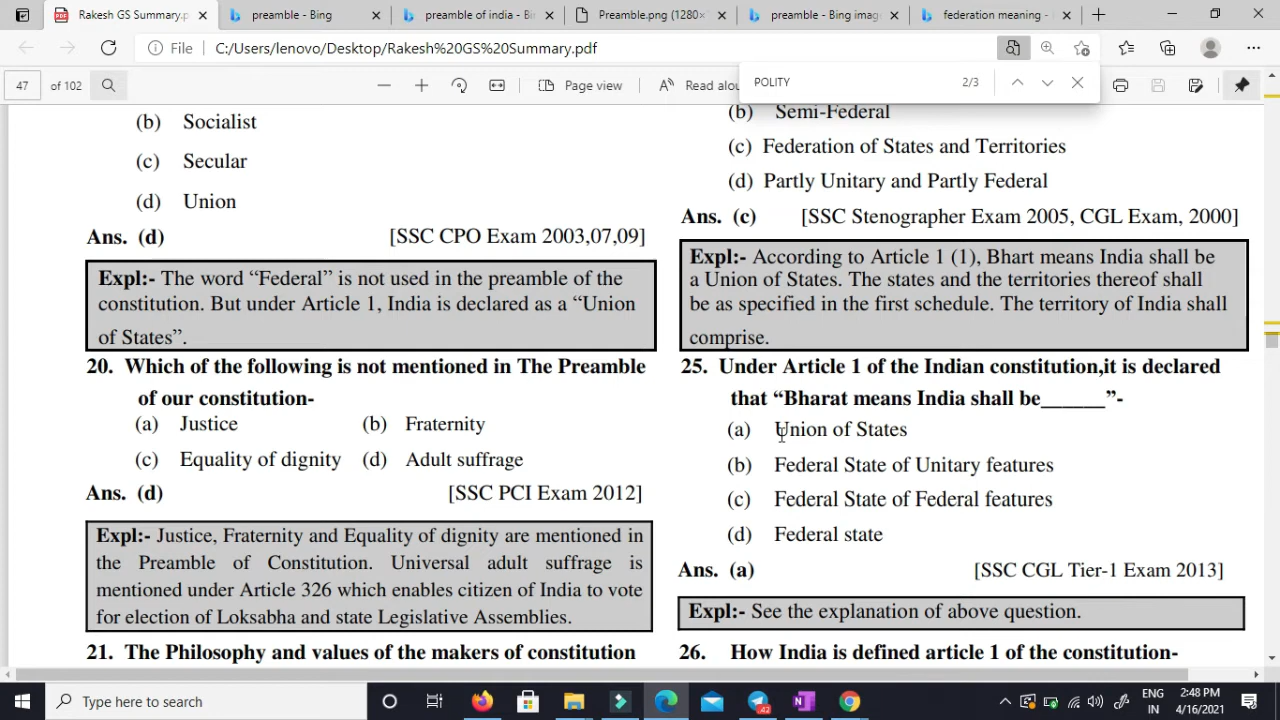 Rakesh GS Summary.p
preamble - Bing
preamble of india - Bi
Preamble.png (1280×
preamble - Bing imag
federation meaning -
File
C:/Users/lenovo/Desktop/Rakesh%20GS%20Summary.pdf
47 of 102
Page view
Read alou
POLITY 2/3
(b) Socialist
(c) Secular
(d) Union
Ans. (d) [SSC CPO Exam 2003,07,09]
Expl:- The word “Federal” is not used in the preamble of the
constitution. But under Article 1, India is declared as a “Union
of States”.
20. Which of the following is not mentioned in The Preamble
of our constitution-
(a) Justice (b) Fraternity
(c) Equality of dignity (d) Adult suffrage
Ans. (d) [SSC PCI Exam 2012]
Expl:- Justice, Fraternity and Equality of dignity are mentioned in
the Preamble of Constitution. Universal adult suffrage is
mentioned under Article 326 which enables citizen of India to vote
for election of Loksabha and state Legislative Assemblies.
21. The Philosophy and values of the makers of constitution
(b) Semi-Federal
(c) Federation of States and Territories
(d) Partly Unitary and Partly Federal
Ans. (c) [SSC Stenographer Exam 2005, CGL Exam, 2000]
Expl:- According to Article 1 (1), Bhart means India shall be
a Union of States. The states and the territories thereof shall
be as specified in the first schedule. The territory of India shall
comprise.
25. Under Article 1 of the Indian constitution,it is declared
that “Bharat means India shall be______”-
(a) Union of States
(b) Federal State of Unitary features
(c) Federal State of Federal features
(d) Federal state
Ans. (a) [SSC CGL Tier-1 Exam 2013]
Expl:- See the explanation of above question.
26. How India is defined article 1 of the constitution-
Type here to search
42
ENG
IN
2:48 PM
4/16/2021